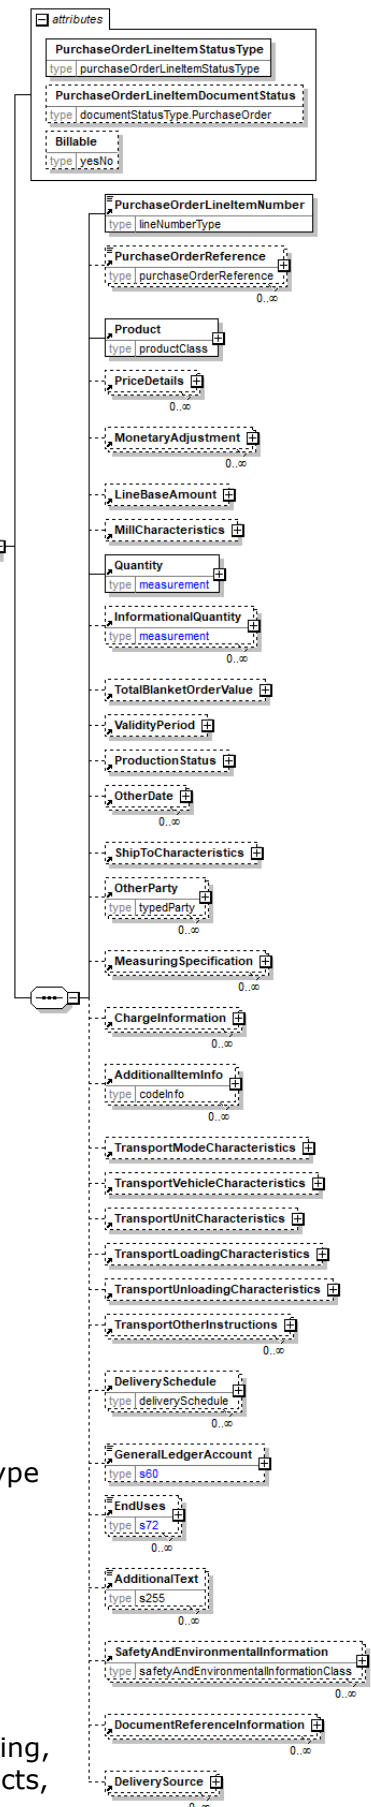 attributes
PurchaseOrderLineItemStatusType
type purchaseOrderLineItemStatusType
PurchaseOrderLineItemDocumentStatus
type documentStatusType.PurchaseOrder
Billable
type yesNo
PurchaseOrderLineItemNumber
type lineNumberType
PurchaseOrderReference
type purchaseOrderReference
0..∞
Product
type productClass
PriceDetails
0..∞
MonetaryAdjustment
0..∞
LineBaseAmount
MillCharacteristics
Quantity
type measurement
InformationalQuantity
type measurement
0..∞
TotalBlanketOrderValue
ValidityPeriod
ProductionStatus
OtherDate
0..∞
ShipToCharacteristics
OtherParty
type typedParty
0..∞
MeasuringSpecification
0..∞
ChargeInformation
0..∞
AdditionalItemInfo
type codeInfo
0..∞
TransportModeCharacteristics
TransportVehicleCharacteristics
TransportUnitCharacteristics
TransportLoadingCharacteristics
TransportUnloadingCharacteristics
TransportOtherInstructions
0..∞
DeliverySchedule
type deliverySchedule
0..∞
GeneralLedgerAccount
type s60
ype
EndUses
type s72
0..∞
AdditionalText
type s255
0..∞
SafetyAndEnvironmentalInformation
type safetyAndEnvironmentalInformationClass
0..∞
DocumentReferenceInformation
0..∞
ing,
cts,
DeliverySource
0..∞